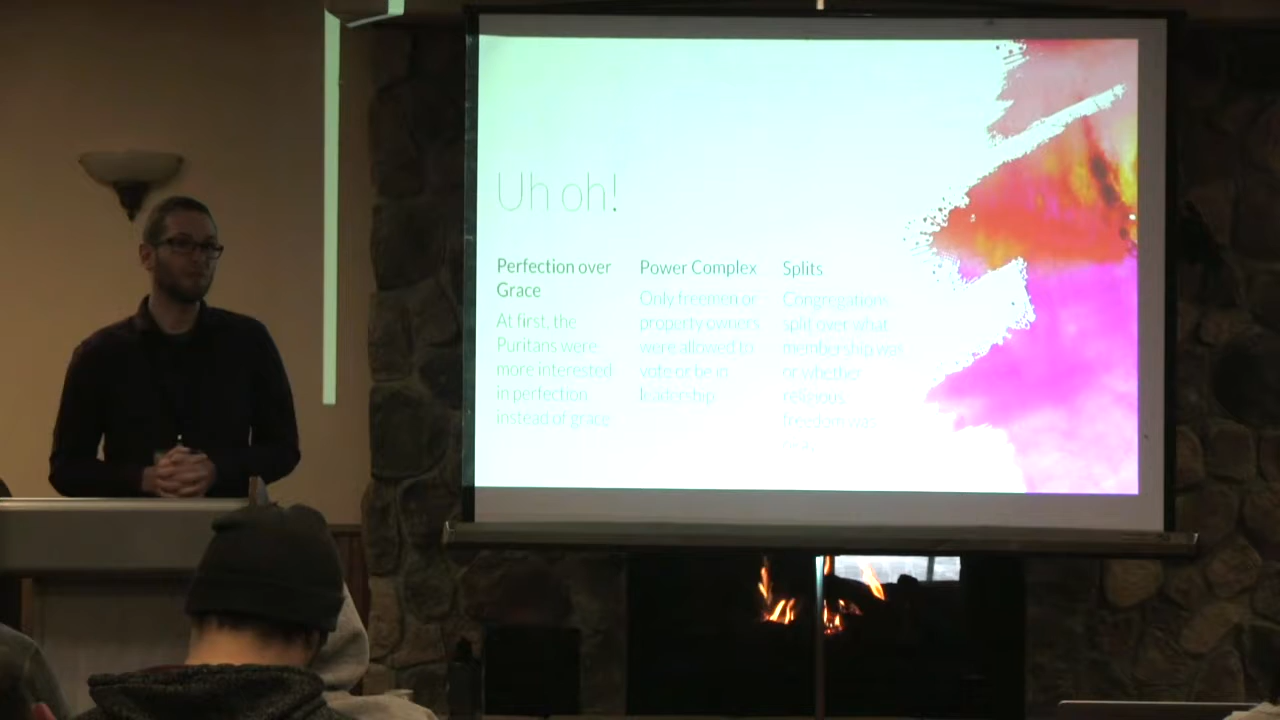 Uh oh!
Perfection over
Grace
At first, the
Puritans were
more interested
in perfection
instead of grace.
Power Complex
Only freemen or
property owners
were allowed to
vote or be in
leadership.
Splits
Congregations
split over what
membership was
or whether
religious
freedom was